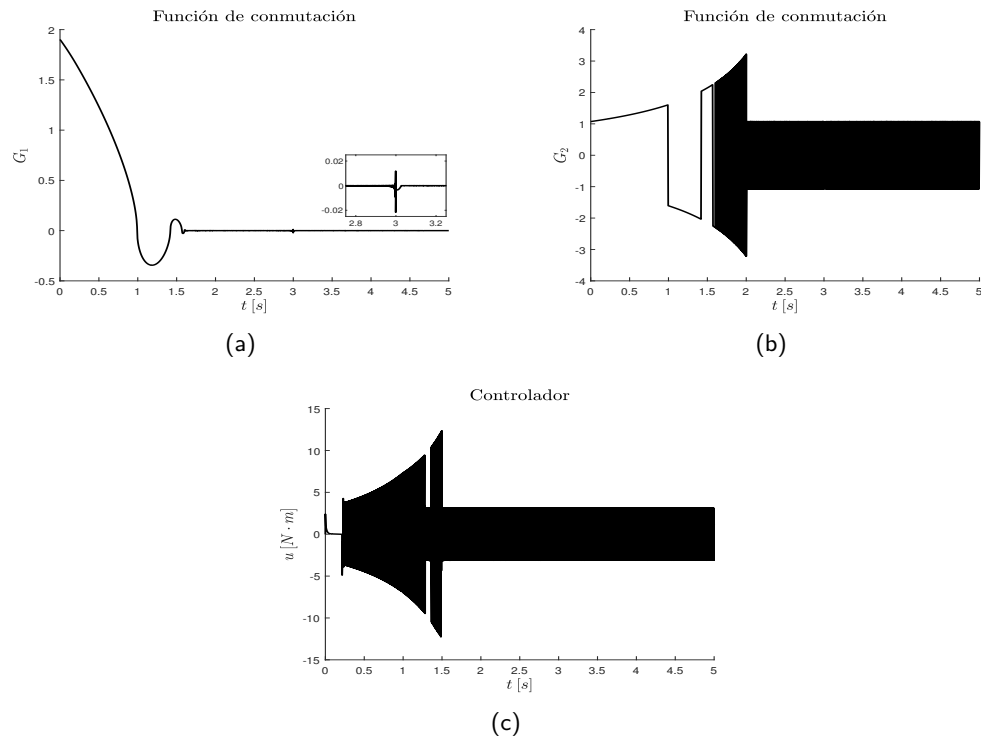 Función de conmutación
2
1.5
1
0.5
0
-0.5
G1
0.02
0
-0.02
2.8 3 3.2
0 0.5 1 1.5 2 2.5 3 3.5 4 4.5 5
t [s]
(a)
Función de conmutación
4
3
2
1
0
-1
-2
-3
-4
G2
0 0.5 1 1.5 2 2.5 3 3.5 4 4.5 5
t [s]
(b)
Controlador
15
10
5
0
-5
-10
-15
u [N · m]
0 0.5 1 1.5 2 2.5 3 3.5 4 4.5 5
t [s]
(c)